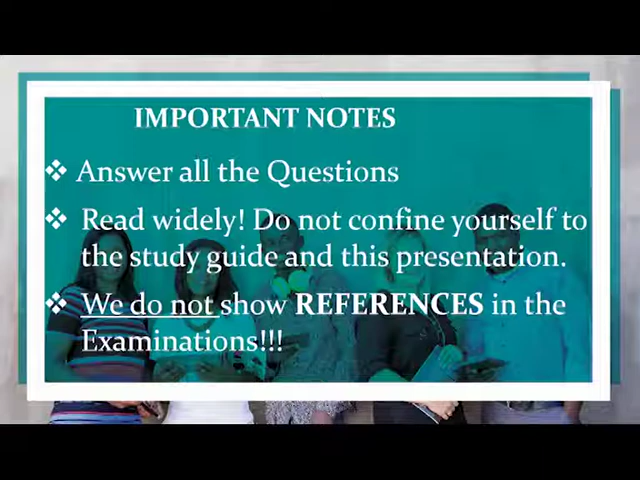 IMPORTANT NOTES
❖ Answer all the Questions
❖ Read widely! Do not confine yourself to
the study guide and this presentation.
❖ We do not show REFERENCES in the
Examinations!!!